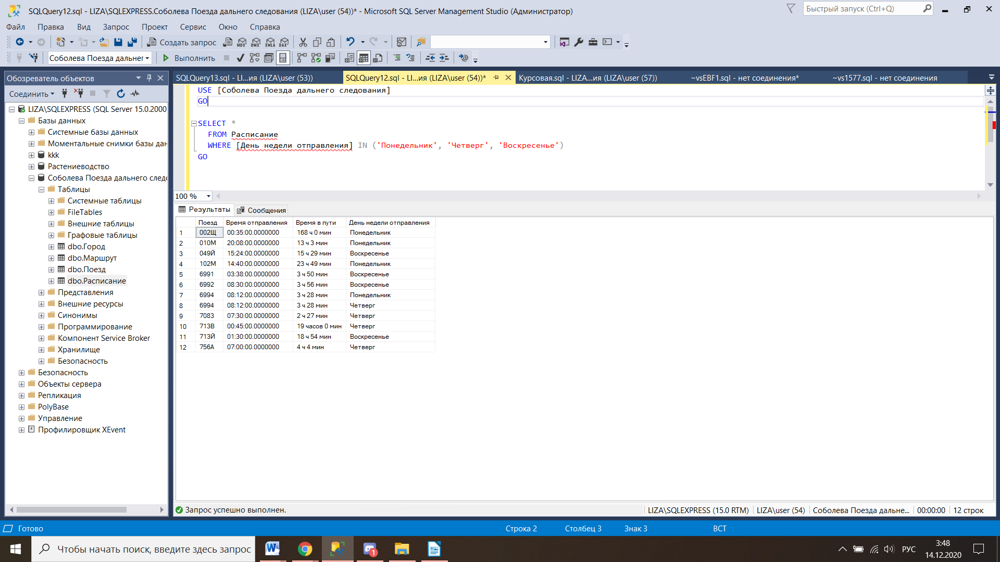 SQLQuery12.sql - LIZA\SQLEXPRESS.Соболева Поезда дальнего следования (LIZA\user (54))* - Microsoft SQL Server Management Studio (Администратор)
Быстрый запуск (Ctrl+Q)
Файл Правка Вид Запрос Проект Сервис Окно Справка
Создать запрос MDX DMX XMLA DAX
Соболева Поезда дальнег Выполнить
Обозреватель объектов
Соединить
LIZA\SQLEXPRESS (SQL Server 15.0.2000
Базы данных
Системные базы данных
Моментальные снимки базы дан
kkk
Растениеводство
Соболева Поезда дальнего следо
Таблицы
Системные таблицы
FileTables
Внешние таблицы
Графовые таблицы
dbo.Город
dbo.Маршрут
dbo.Поезд
dbo.Расписание
Представления
Внешние ресурсы
Синонимы
Программирование
Компонент Service Broker
Хранилище
Безопасность
Безопасность
Объекты сервера
Репликация
PolyBase
Управление
Профилировщик XEvent
SQLQuery13.sql - LI...ия (LIZA\user (53)) SQLQuery12.sql - LI...ия (LIZA\user (54))* Курсовая.sql - LIZA...ия (LIZA\user (57)) ~vsEBF1.sql - нет соединения* ~vs1577.sql - нет соединения
USE [Соболева Поезда дальнего следования]
GO
SELECT *
FROM Расписание
WHERE [День недели отправления] IN ('Понедельник', 'Четверг', 'Воскресенье')
GO
100 %
Результаты Сообщения
Поезд Время отправления Время в пути День недели отправления
1 002Щ 00:35:00.0000000 168 ч 0 мин Понедельник
2 010М 20:08:00.0000000 13 ч 3 мин Понедельник
3 049Й 15:24:00.0000000 15 ч 29 мин Воскресенье
4 102М 14:40:00.0000000 23 ч 49 мин Понедельник
5 6991 03:38:00.0000000 3 ч 50 мин Воскресенье
6 6992 08:30:00.0000000 3 ч 56 мин Воскресенье
7 6994 08:12:00.0000000 3 ч 28 мин Понедельник
8 6994 08:12:00.0000000 3 ч 28 мин Четверг
9 7083 07:30:00.0000000 2 ч 27 мин Четверг
10 713В 00:45:00.0000000 19 часов 0 мин Четверг
11 713Й 01:30:00.0000000 18 ч 54 мин Воскресенье
12 756А 07:00:00.0000000 4 ч 4 мин Четверг
Запрос успешно выполнен. LIZA\SQLEXPRESS (15.0 RTM) LIZA\user (54) Соболева Поезда дальне... 00:00:00 12 строк
Готово Строка 2 Столбец 3 Знак 3 ВСТ
Чтобы начать поиск, введите здесь запрос
1
РУС
3:48
14.12.2020